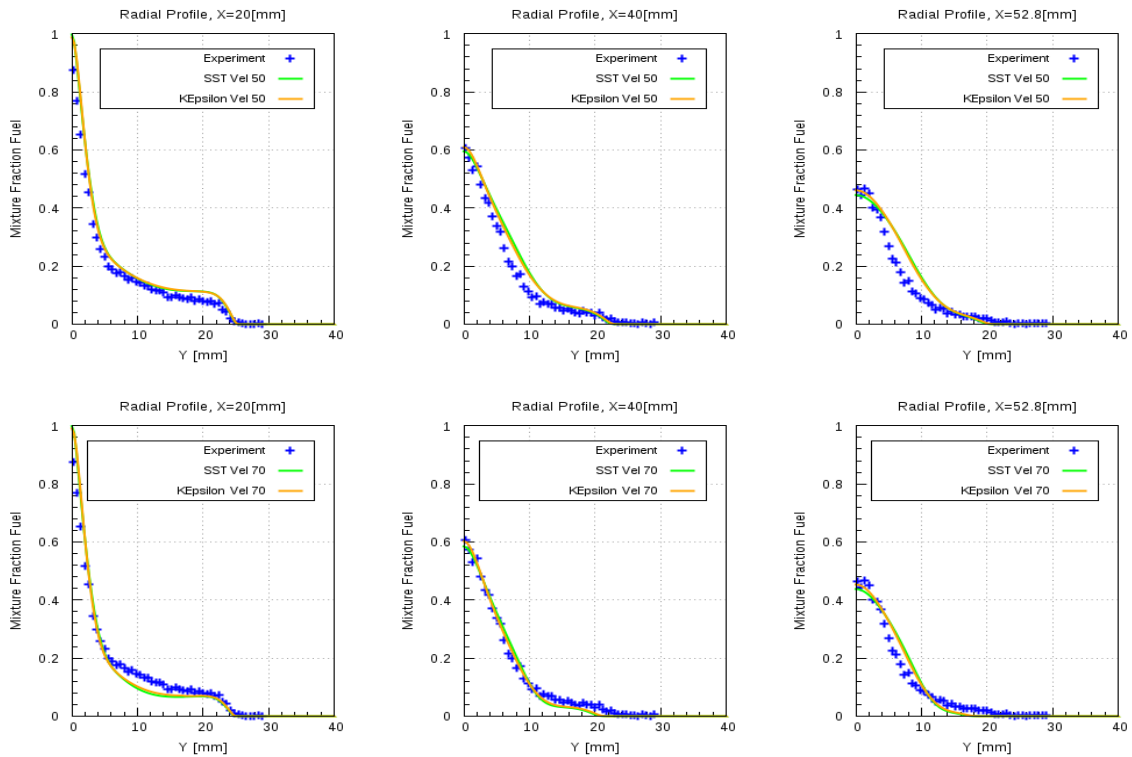 Radial Profile, X=20[mm]
Experiment
SST Vel 50
KEpsilon Vel 50
Mixture Fraction Fuel
1
0.8
0.6
0.4
0.2
0
0 10 20 30 40
Y [mm]
Radial Profile, X=40[mm]
Experiment
SST Vel 50
KEpsilon Vel 50
Mixture Fraction Fuel
1
0.8
0.6
0.4
0.2
0
0 10 20 30 40
Y [mm]
Radial Profile, X=52.8[mm]
Experiment
SST Vel 50
KEpsilon Vel 50
Mixture Fraction Fuel
1
0.8
0.6
0.4
0.2
0
0 10 20 30 40
Y [mm]
Radial Profile, X=20[mm]
Experiment
SST Vel 70
KEpsilon Vel 70
Mixture Fraction Fuel
1
0.8
0.6
0.4
0.2
0
0 10 20 30 40
Y [mm]
Radial Profile, X=40[mm]
Experiment
SST Vel 70
KEpsilon Vel 70
Mixture Fraction Fuel
1
0.8
0.6
0.4
0.2
0
0 10 20 30 40
Y [mm]
Radial Profile, X=52.8[mm]
Experiment
SST Vel 70
KEpsilon Vel 70
Mixture Fraction Fuel
1
0.8
0.6
0.4
0.2
0
0 10 20 30 40
Y [mm]